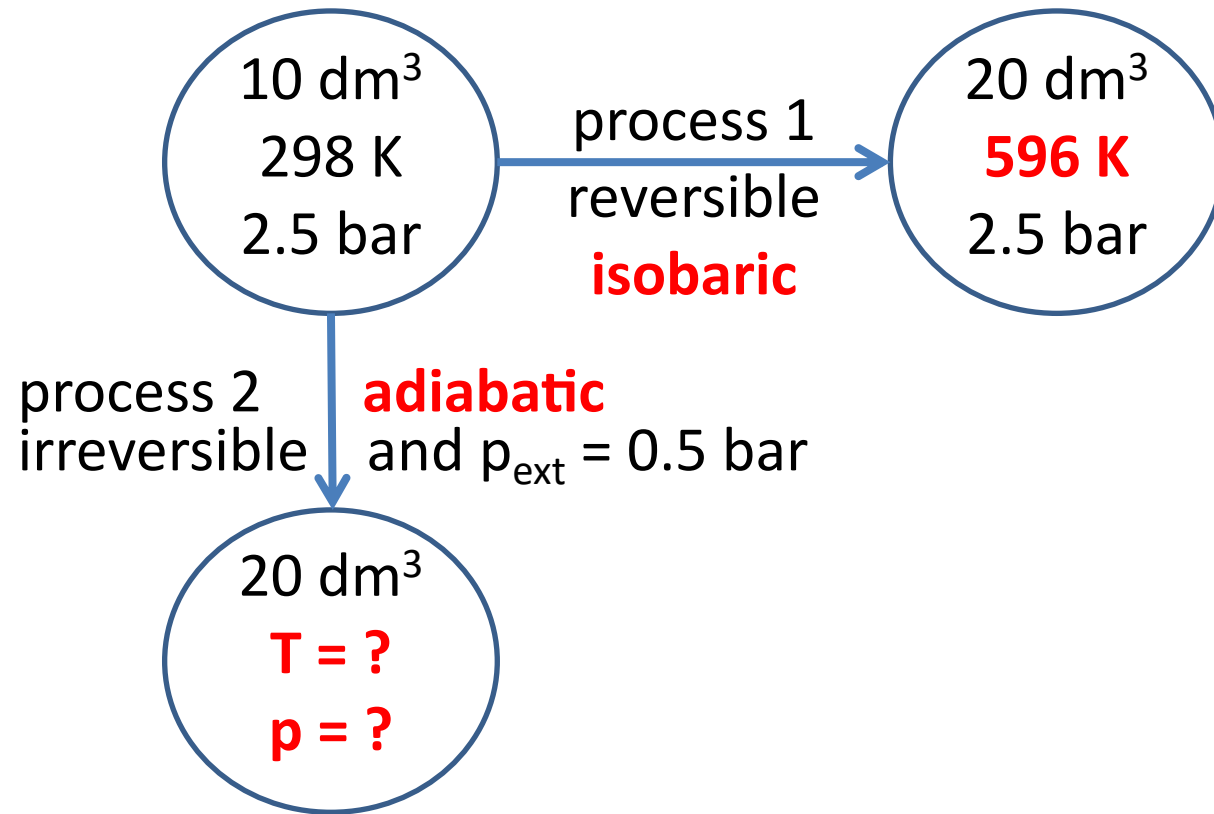 10 dm³
298 K
2.5 bar
process 1
reversible
isobaric
20 dm³
596 K
2.5 bar
process 2 adiabatic
irreversible and pₑₓₜ = 0.5 bar
20 dm³
T = ?
p = ?